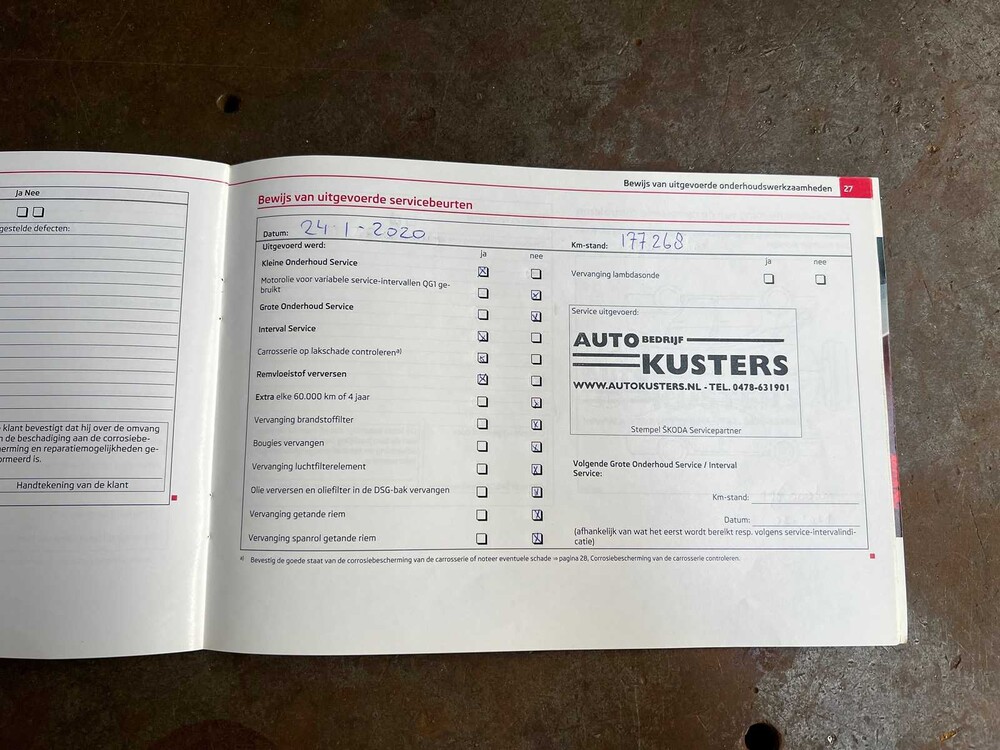 Ja Nee
gestelde defecten:
klant bevestigt dat hij over de omvang
n de beschadiging aan de corrosiebe-
herming en reparatiemogelijkheden ge-
ormeerd is.
Handtekening van de klant
Bewijs van uitgevoerde onderhoudswerkzaamheden 27
Bewijs van uitgevoerde servicebeurten
Datum: 24-1-2020
Km-stand: 177268
Uitgevoerd werd:
ja nee
Kleine Onderhoud Service
Motorolie voor variabele service-intervallen QG1 ge-
bruikt
Grote Onderhoud Service
Interval Service
Carrosserie op lakschade controleren a)
Remvloeistof verversen
Extra elke 60.000 km of 4 jaar
Vervanging brandstoffilter
Bougies vervangen
Vervanging luchtfilterelement
Olie verversen en oliefilter in de DSG-bak vervangen
Vervanging getande riem
Vervanging spanrol getande riem
ja nee
Vervanging lambdasonde
Service uitgevoerd:
AUTO BEDRIJF
KUSTERS
WWW.AUTOKUSTERS.NL - TEL. 0478-631901
Stempel ŠKODA Servicepartner
Volgende Grote Onderhoud Service / Interval
Service:
Km-stand:
Datum:
(afhankelijk van wat het eerst wordt bereikt resp. volgens service-intervalindi-
catie)
a) Bevestig de goede staat van de corrosiebescherming van de carrosserie of noteer eventuele schade ⇒ pagina 28, Corrosiebescherming van de carrosserie controleren.